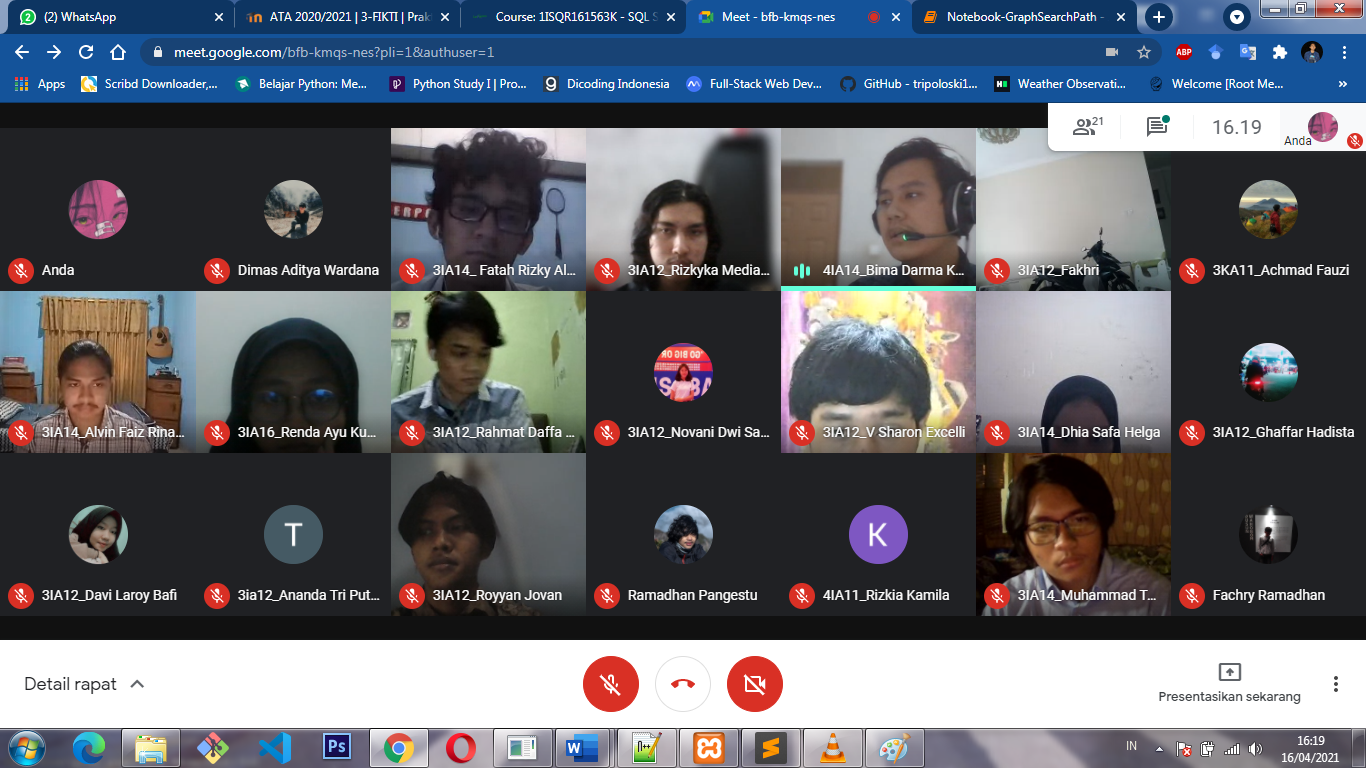 (2) WhatsApp
ATA 2020/2021 | 3-FIKTI | Prak
Course: 1ISQR161563K - SQL S
Meet - bfb-kmqs-nes
Notebook-GraphSearchPath -
meet.google.com/bfb-kmqs-nes?pli=1&authuser=1
ABP
Apps
Scribd Downloader,...
Belajar Python: Me...
Python Study I | Pro...
Dicoding Indonesia
Full-Stack Web Dev...
GitHub - tripoloski1...
Weather Observati...
Welcome [Root Me...
»
21
16.19
Anda
Anda
Dimas Aditya Wardana
3IA14_ Fatah Rizky Al...
3IA12_Rizkyka Media...
4IA14_Bima Darma K...
3IA12_Fakhri
3KA11_Achmad Fauzi
3IA14_Alvin Faiz Rina...
3IA16_Renda Ayu Ku...
3IA12_Rahmat Daffa ...
3IA12_Novani Dwi Sa...
3IA12_V Sharon Excelli
3IA14_Dhia Safa Helga
3IA12_Ghaffar Hadista
3IA12_Davi Laroy Bafi
T
3ia12_Ananda Tri Put...
3IA12_Royyan Jovan
Ramadhan Pangestu
K
4IA11_Rizkia Kamila
3IA14_Muhammad T...
Fachry Ramadhan
Detail rapat
Presentasikan sekarang
Ps
W
IN
16:19
16/04/2021